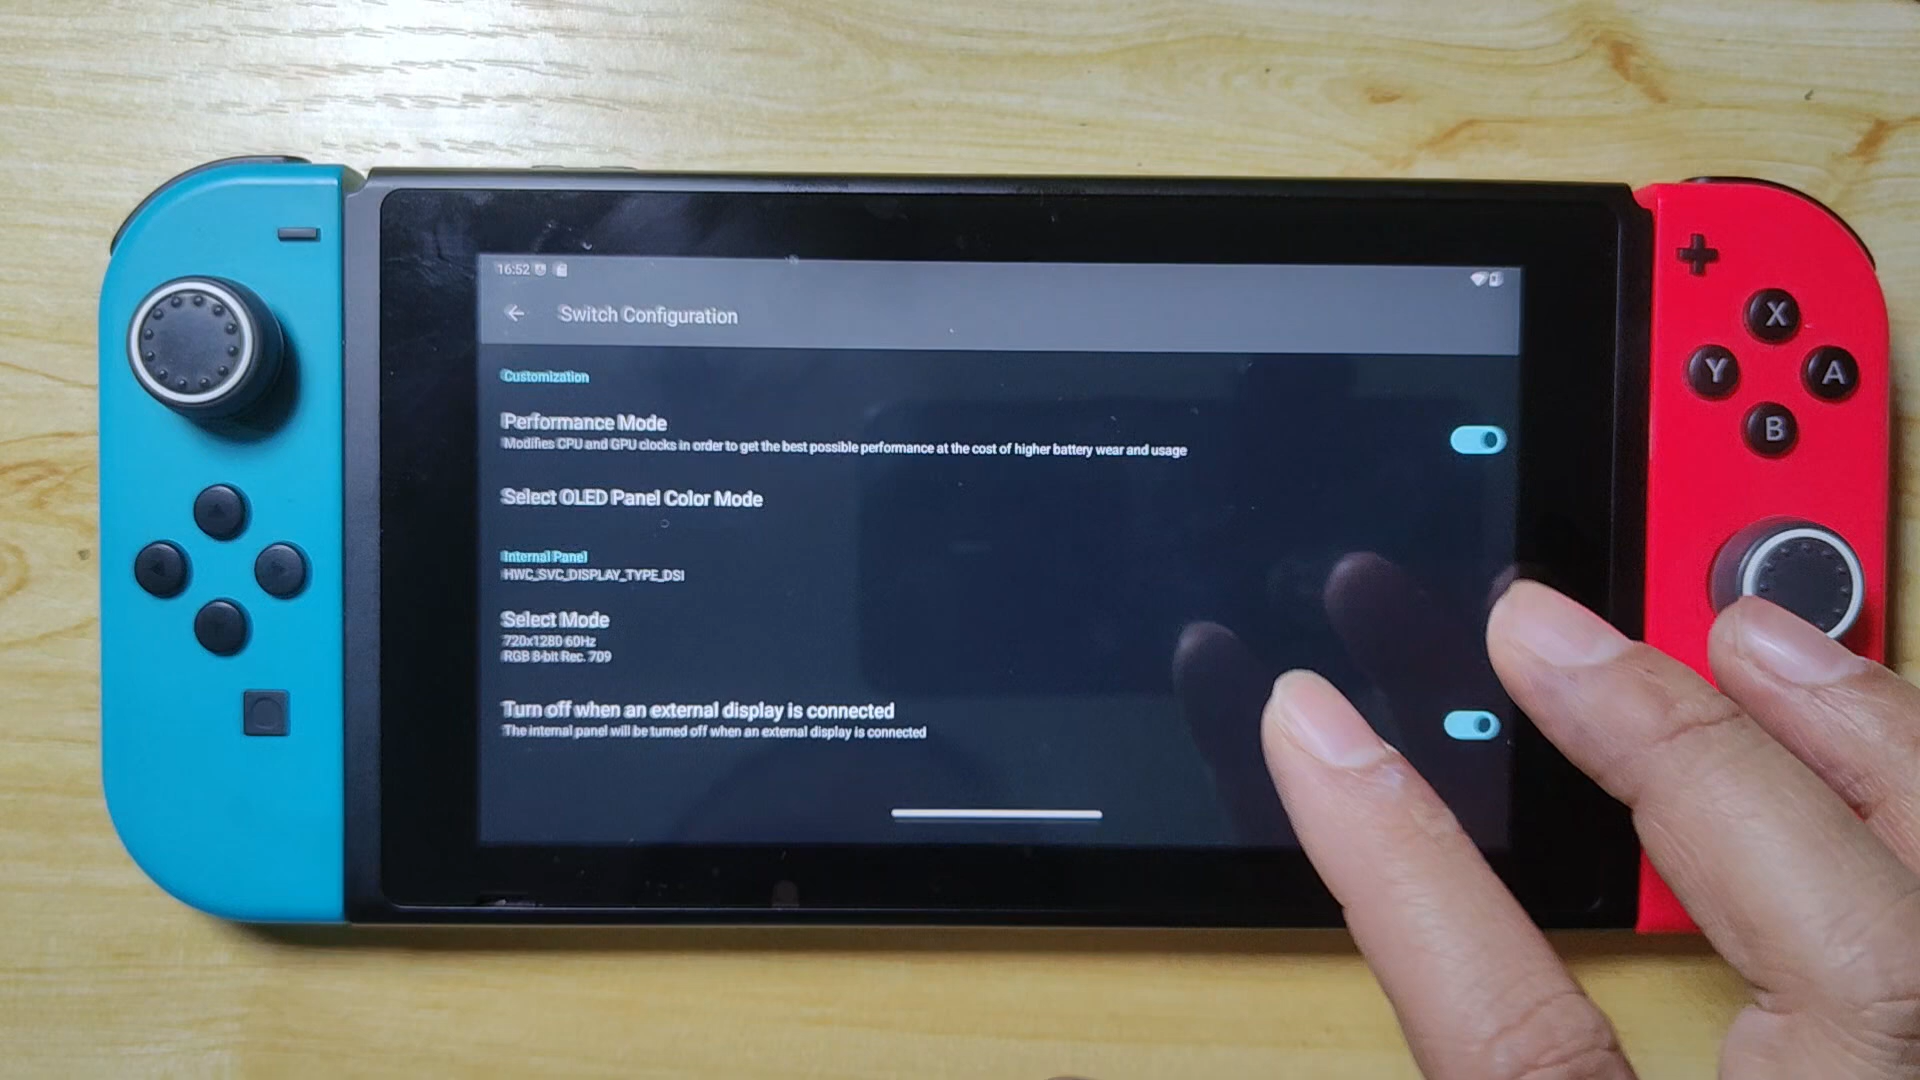 16:52
Switch Configuration
Customization
Performance Mode
Modifies CPU and GPU clocks in order to get the best possible performance at the cost of higher battery wear and usage
Select OLED Panel Color Mode
Internal Panel
HWC_SVC_DISPLAY_TYPE_DSI
Select Mode
720x1280 60Hz
RGB 8-bit Rec. 709
Turn off when an external display is connected
The internal panel will be turned off when an external display is connected
X
Y
A
B